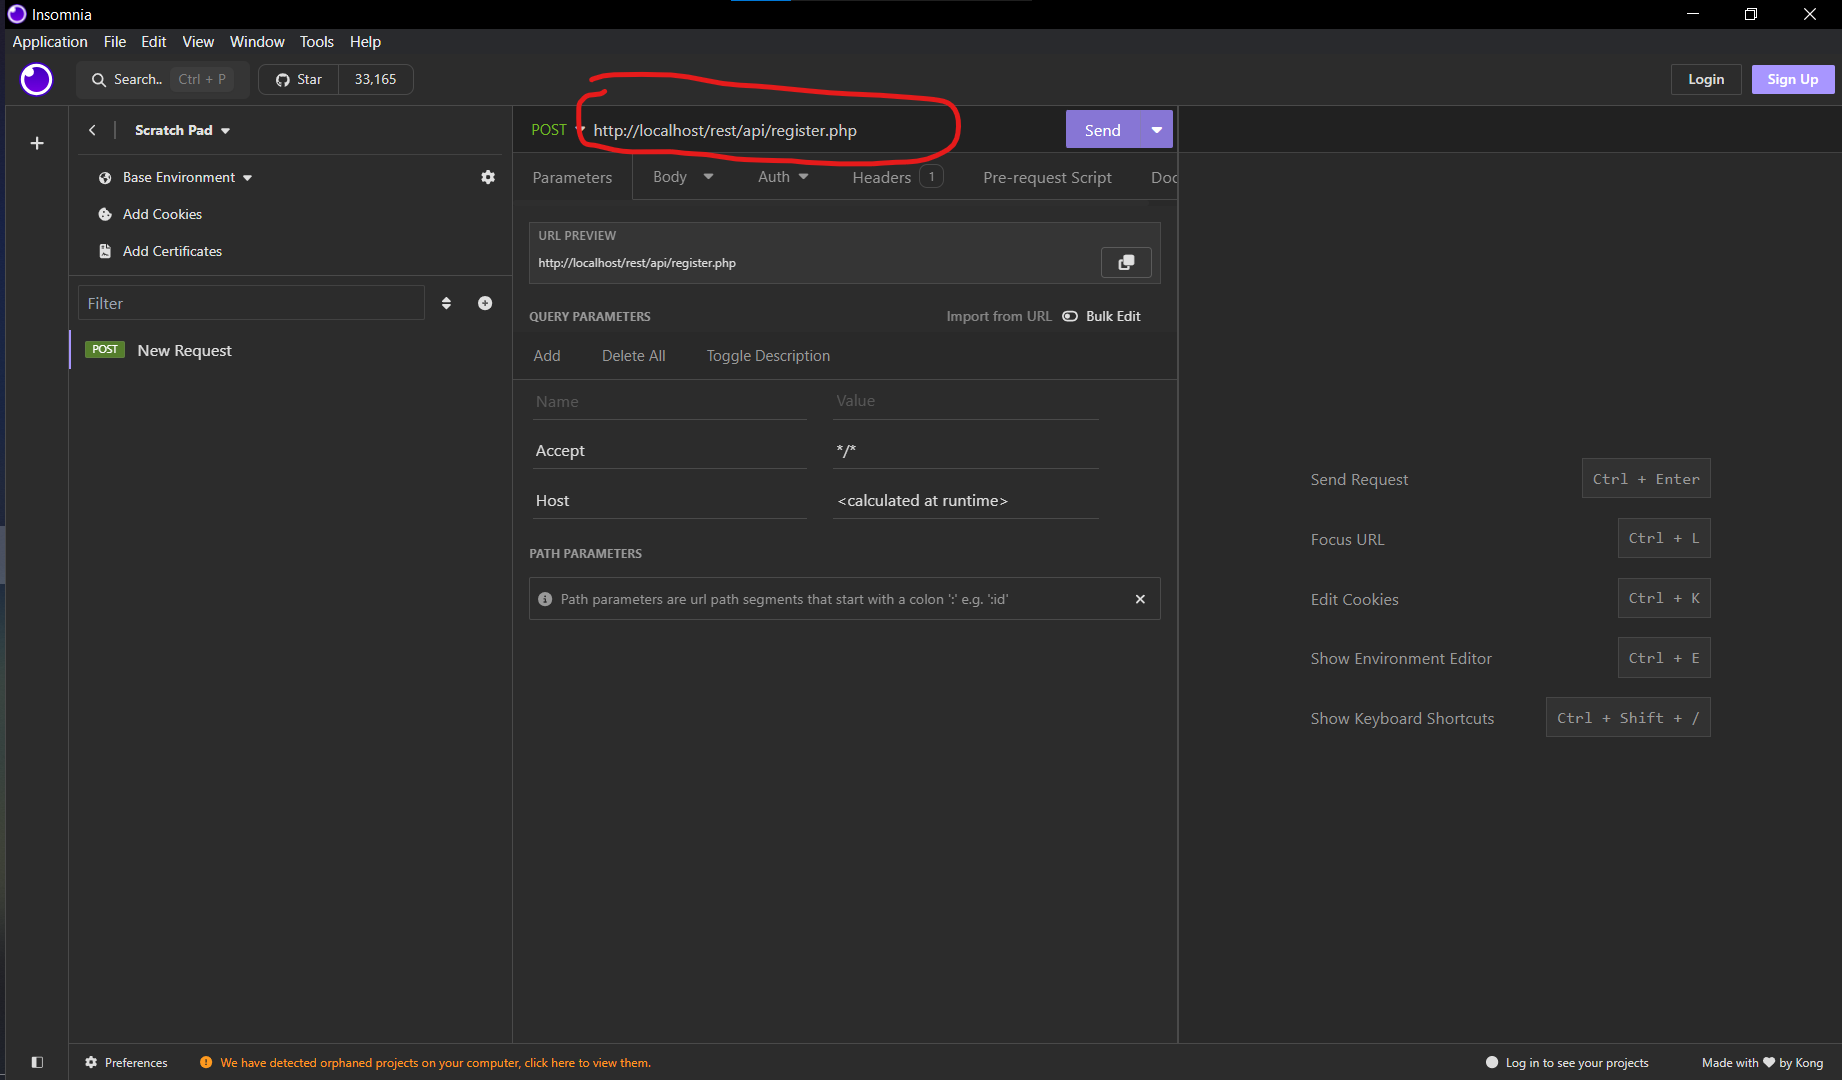 Insomnia
Application File Edit View Window Tools Help
Search.. Ctrl + P Star 33,165 Login Sign Up
Scratch Pad
POST http://localhost/rest/api/register.php Send
Base Environment
Parameters Body Auth Headers 1 Pre-request Script Doc
Add Cookies
Add Certificates
URL PREVIEW
http://localhost/rest/api/register.php
Filter
QUERY PARAMETERS Import from URL Bulk Edit
POST New Request
Add Delete All Toggle Description
Name Value
Accept */*
Host <calculated at runtime>
PATH PARAMETERS
Path parameters are url path segments that start with a colon ':' e.g. ':id'
Send Request Ctrl + Enter
Focus URL Ctrl + L
Edit Cookies Ctrl + K
Show Environment Editor Ctrl + E
Show Keyboard Shortcuts Ctrl + Shift + /
Preferences We have detected orphaned projects on your computer, click here to view them. Log in to see your projects Made with ♥ by Kong